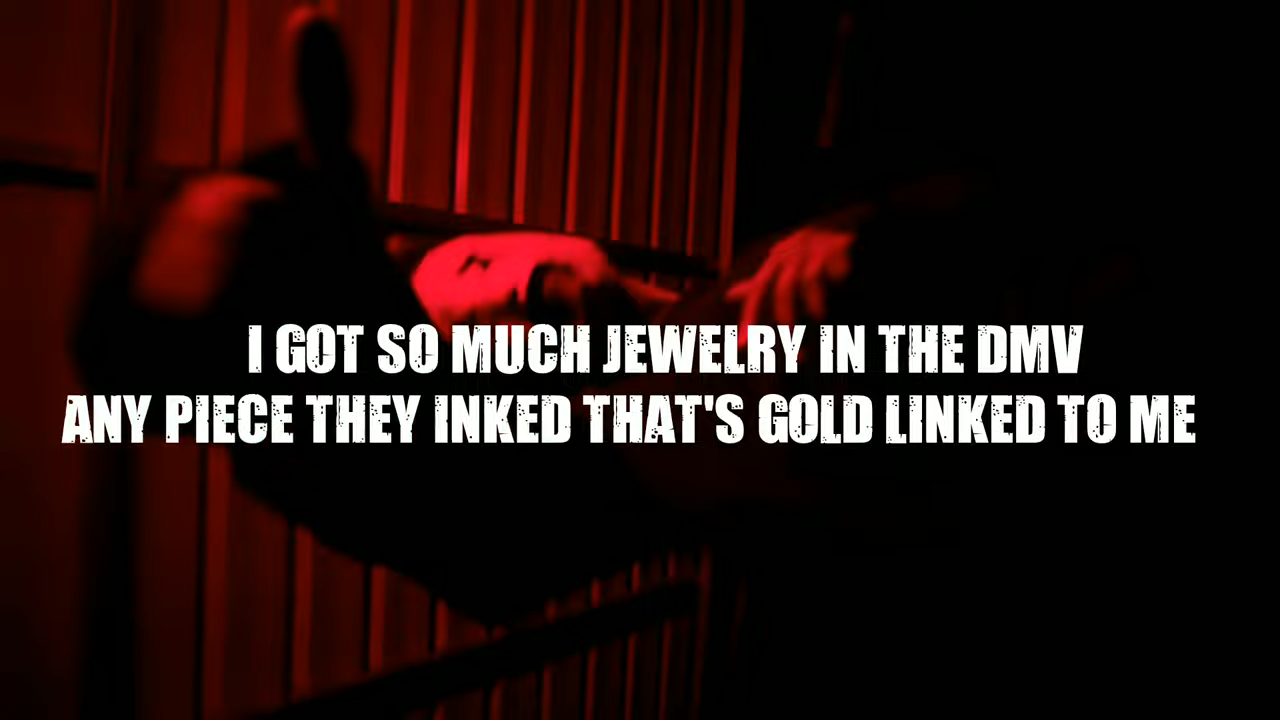 I GOT SO MUCH JEWELRY IN THE DMV
ANY PIECE THEY INKED THAT'S GOLD LINKED TO ME